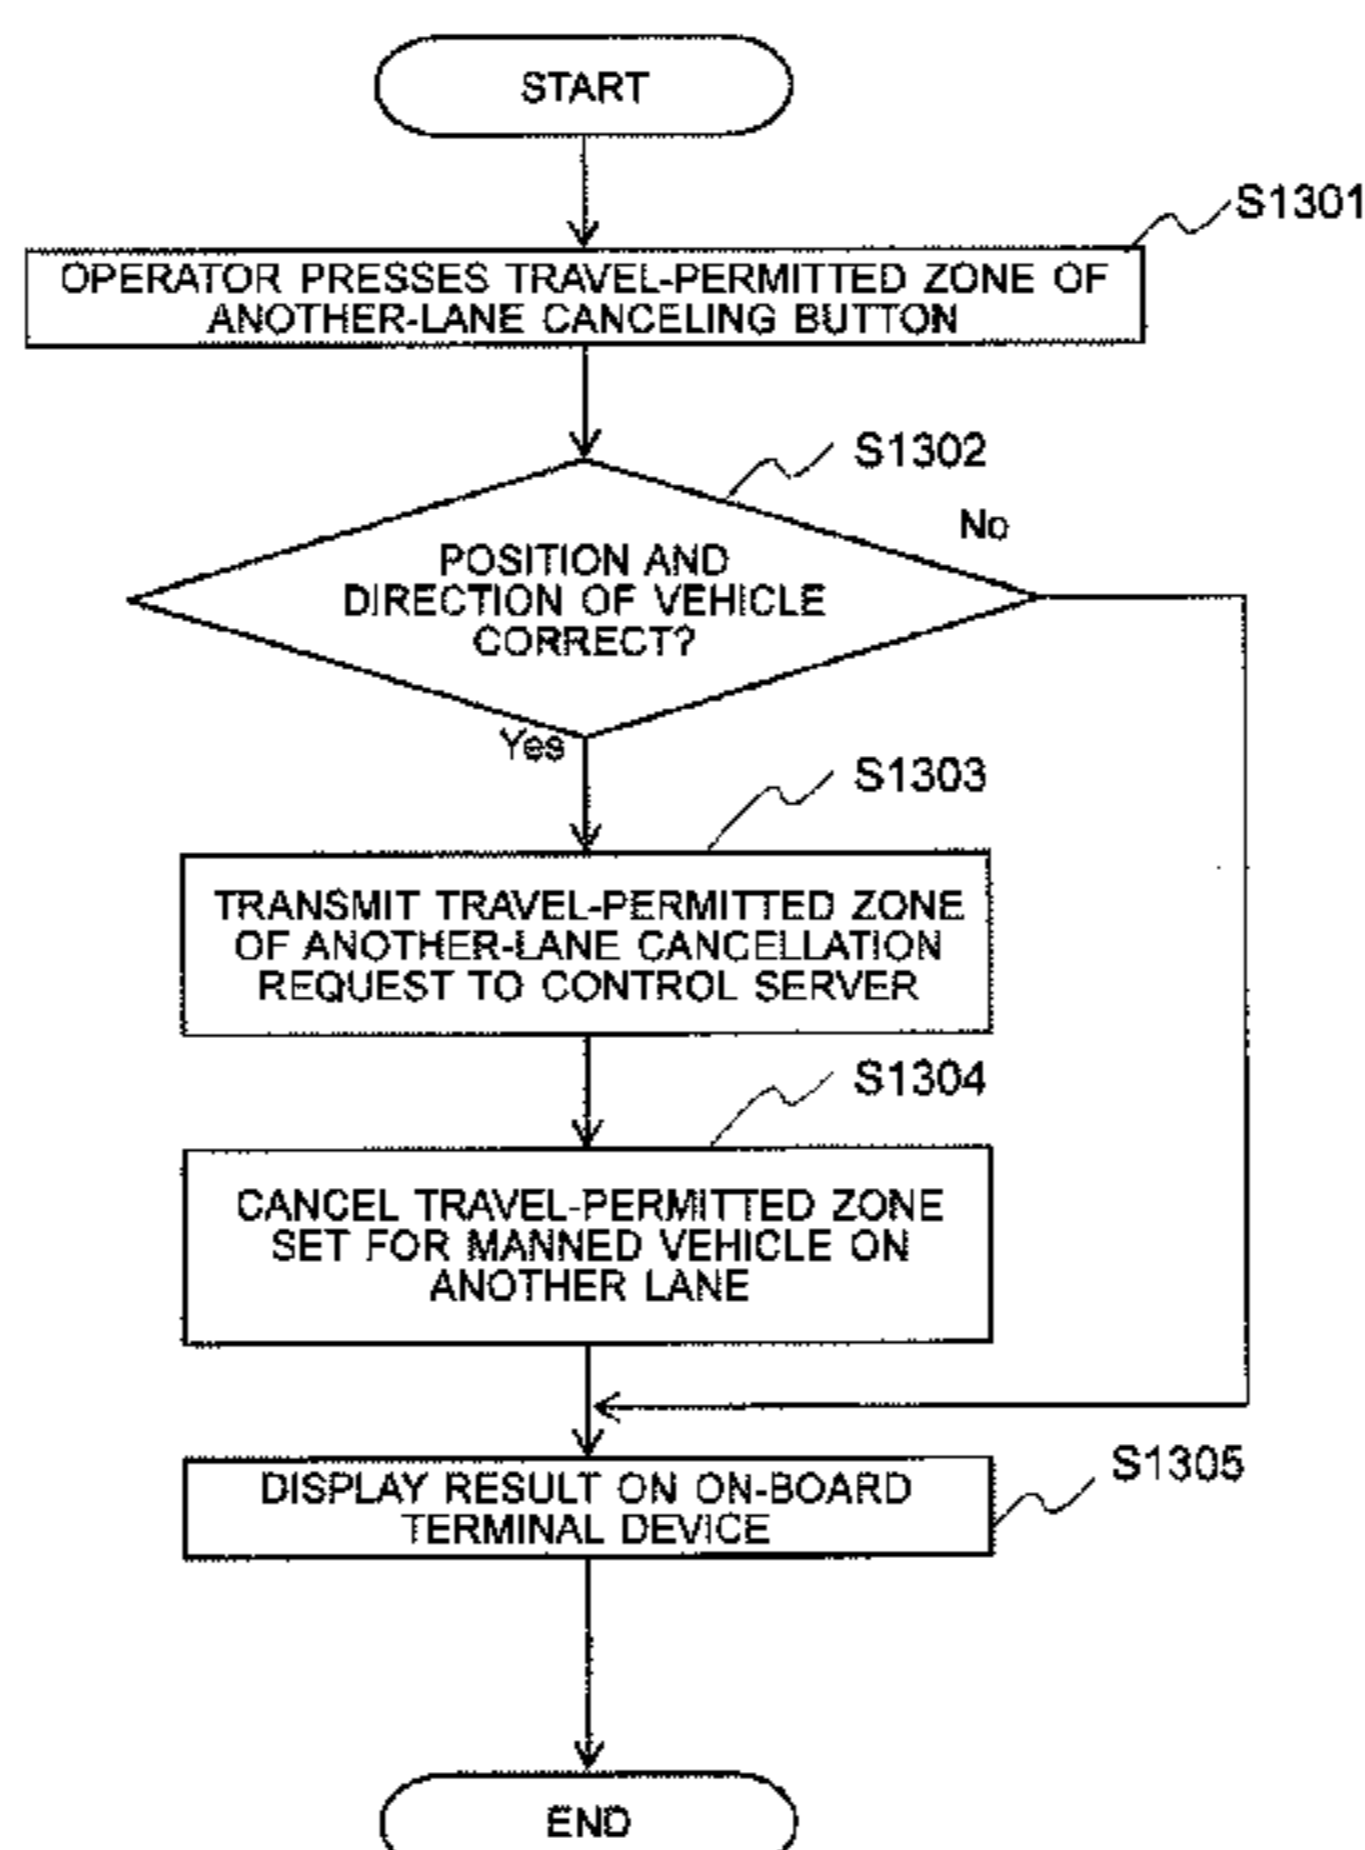 START
S1301
OPERATOR PRESSES TRAVEL-PERMITTED ZONE OF
ANOTHER-LANE CANCELING BUTTON
S1302
No
POSITION AND
DIRECTION OF VEHICLE
CORRECT?
Yes
S1303
TRANSMIT TRAVEL-PERMITTED ZONE
OF ANOTHER-LANE CANCELLATION
REQUEST TO CONTROL SERVER
S1304
CANCEL TRAVEL-PERMITTED ZONE
SET FOR MANNED VEHICLE ON
ANOTHER LANE
S1305
DISPLAY RESULT ON ON-BOARD
TERMINAL DEVICE
END